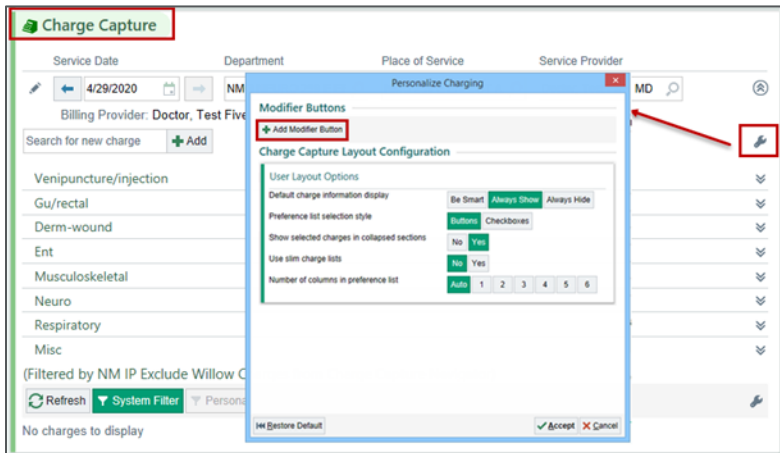 Charge Capture
Service Date Department Place of Service Service Provider
4/29/2020 NM MD
Billing Provider: Doctor, Test Five
Search for new charge Add
Venipuncture/injection
Gu/rectal
Derm-wound
Ent
Musculoskeletal
Neuro
Respiratory
Misc
(Filtered by NM IP Exclude Willow
Refresh System Filter Persona
No charges to display
Personalize Charging
Modifier Buttons
Add Modifier Button
Charge Capture Layout Configuration
User Layout Options
Default charge information display Be Smart Always Show Always Hide
Preference list selection style Buttons Checkboxes
Show selected charges in collapsed sections No Yes
Use slim charge lists No Yes
Number of columns in preference list Auto 1 2 3 4 5 6
Restore Default Accept Cancel